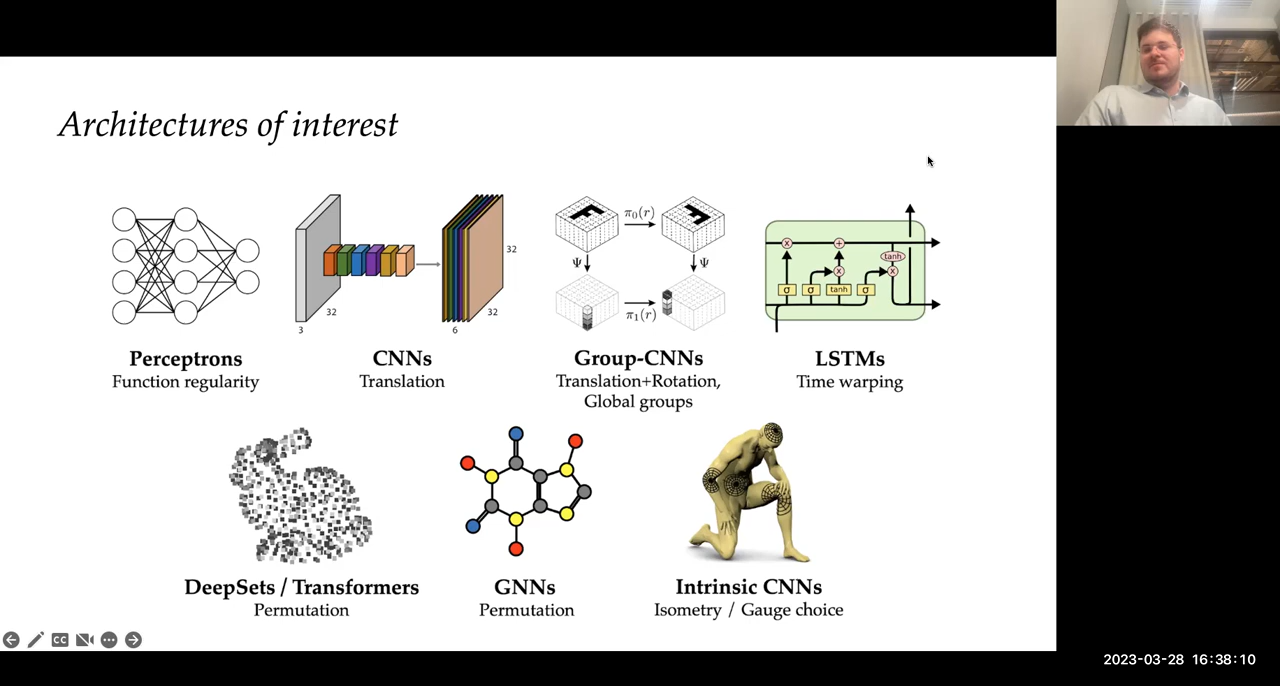 Architectures of interest
π₀(r)
Ψ
Ψ
π₁(r)
32
32
32
3
6
x
+
tanh
x
x
σ
σ
tanh
σ
Perceptrons
Function regularity
CNNs
Translation
Group-CNNs
Translation+Rotation,
Global groups
LSTMs
Time warping
DeepSets / Transformers
Permutation
GNNs
Permutation
Intrinsic CNNs
Isometry / Gauge choice
CC
2023-03-28 16:38:10